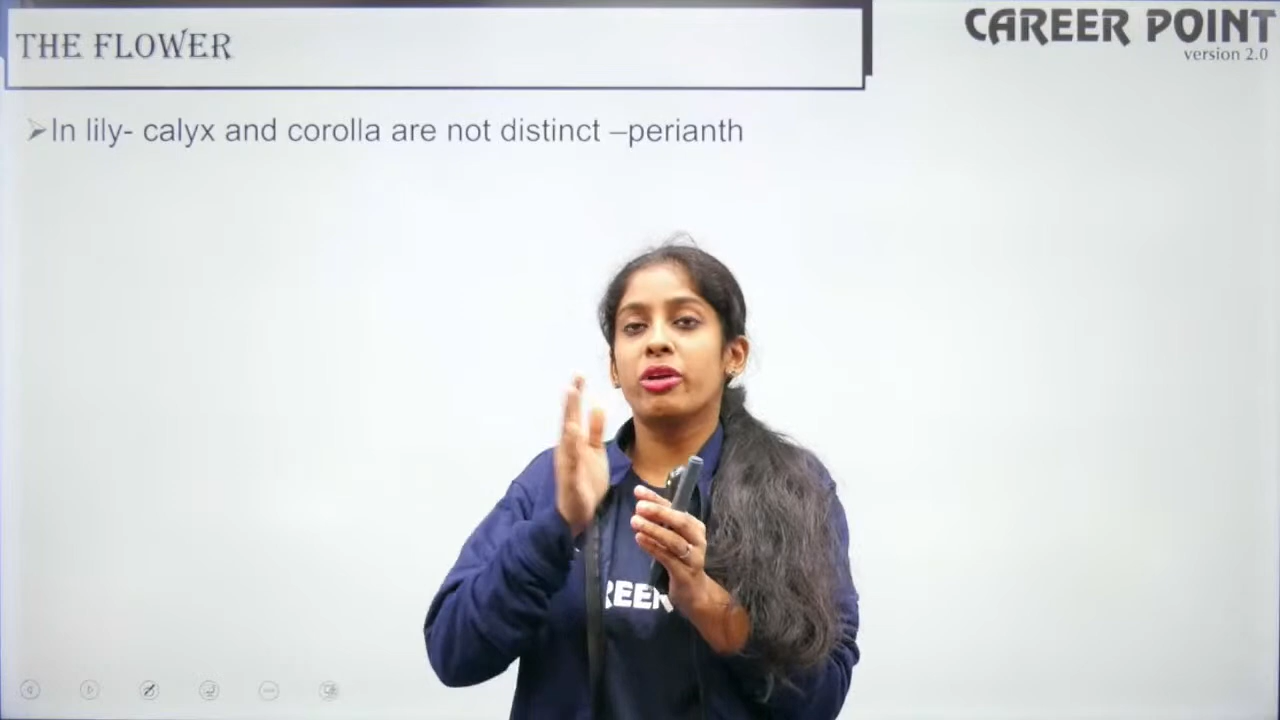 THE FLOWER
CAREER POINT
version 2.0
➤In lily- calyx and corolla are not distinct –perianth
REER